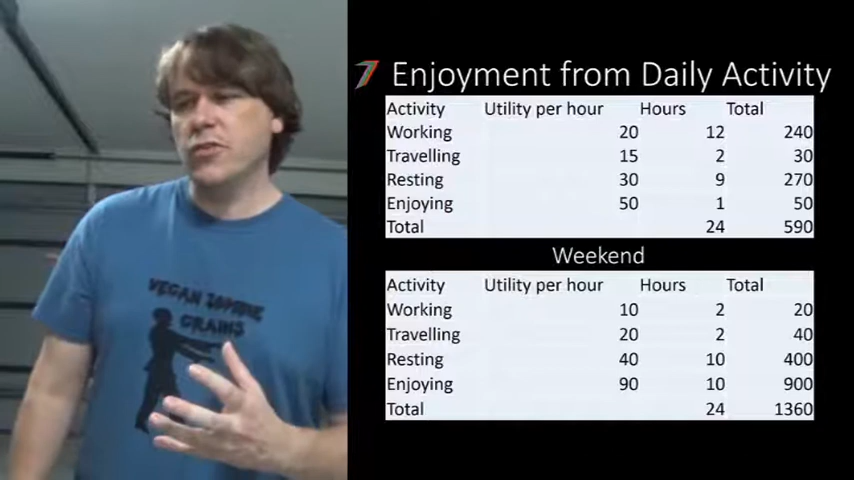 Enjoyment from Daily Activity
Activity Utility per hour Hours Total
Working 20 12 240
Travelling 15 2 30
Resting 30 9 270
Enjoying 50 1 50
Total 24 590
Weekend
Activity Utility per hour Hours Total
Working 10 2 20
Travelling 20 2 40
Resting 40 10 400
Enjoying 90 10 900
Total 24 1360
VEGAN ZOMBIE
GRAINS